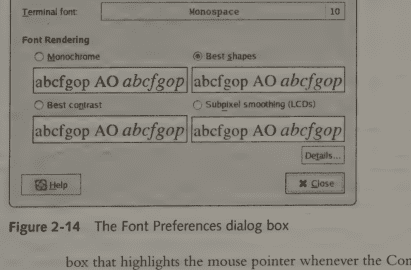 Terminal font: Monospace 10
Font Rendering
Monochrome Best shapes
abcfgop AO abcfgop abcfgop AO abcfgop
Best contrast Subpixel smoothing (LCDs)
abcfgop AO abcfgop abcfgop AO abcfgop
Details...
Help Close
Figure 2-14 The Font Preferences dialog box
box that highlights the mouse pointer whenever the